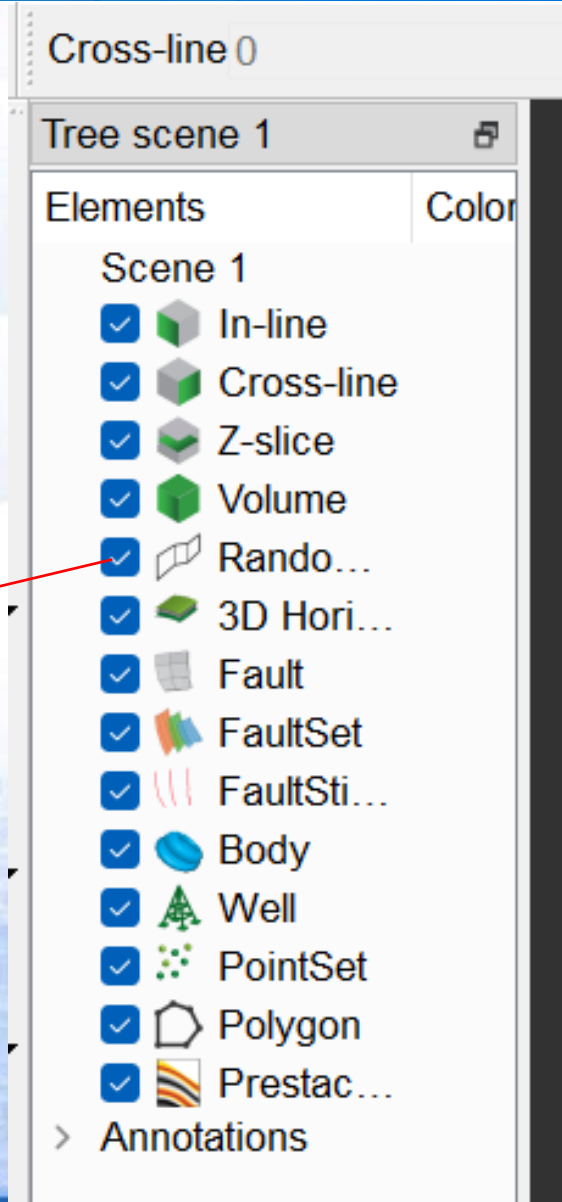 Cross-line 0
Tree scene 1
Elements Color
Scene 1
In-line
Cross-line
Z-slice
Volume
Rando...
3D Hori...
Fault
FaultSet
FaultSti...
Body
Well
PointSet
Polygon
Prestac...
Annotations